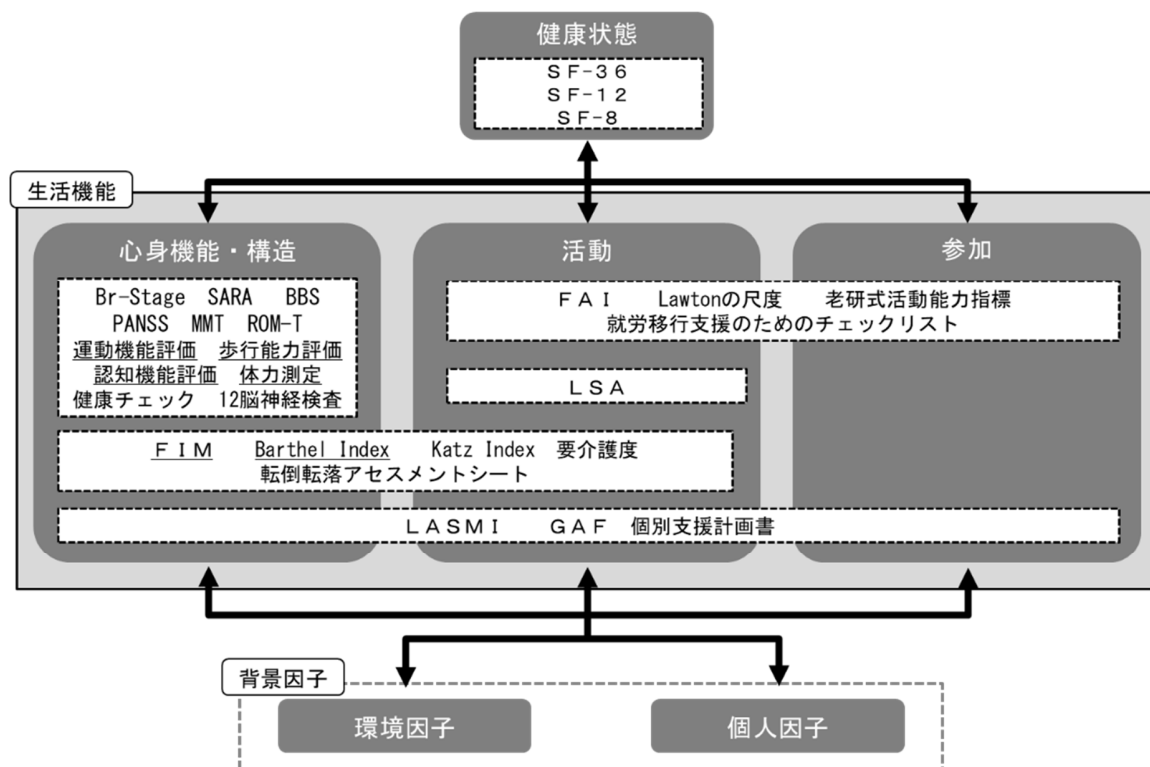 健康状態
ＳＦ-３６
ＳＦ-１２
ＳＦ-８
生活機能
心身機能・構造
Br-Stage SARA BBS
PANSS MMT ROM-T
運動機能評価 歩行能力評価
認知機能評価 体力測定
健康チェック 12脳神経検査
活動
参加
ＦＡＩ Lawtonの尺度 老研式活動能力指標
就労移行支援のためのチェックリスト
ＬＳＡ
ＦＩＭ Barthel Index Katz Index 要介護度
転倒転落アセスメントシート
ＬＡＳＭＩ ＧＡＦ 個別支援計画書
背景因子
環境因子
個人因子